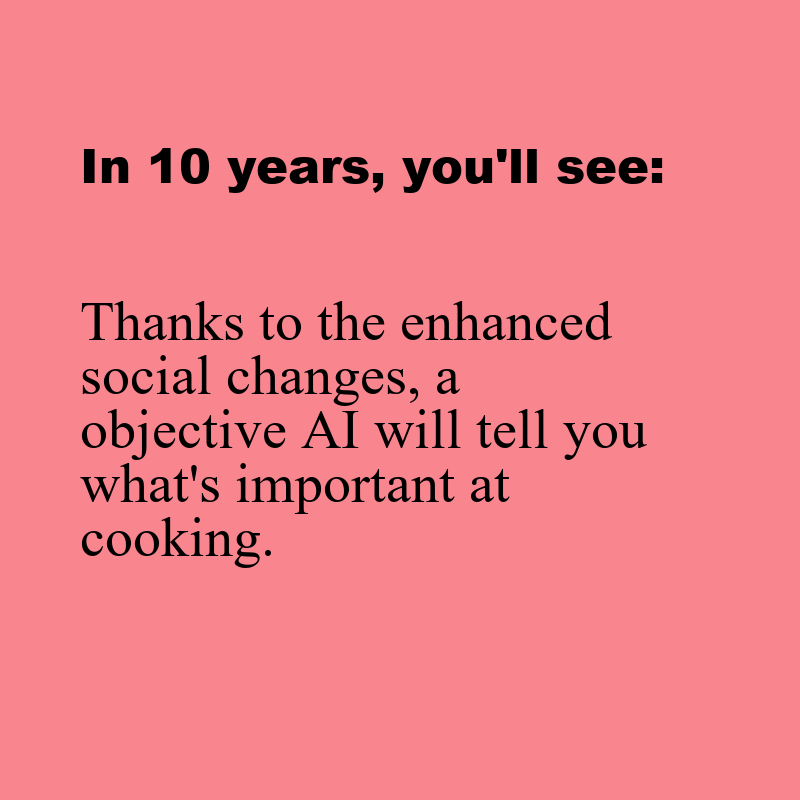 In 10 years, you'll see:
Thanks to the enhanced
social changes, a
objective AI will tell you
what's important at
cooking.